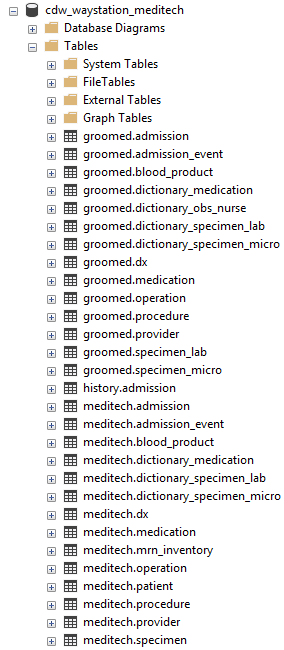 cdw_waystation_meditech
Database Diagrams
Tables
System Tables
FileTables
External Tables
Graph Tables
groomed.admission
groomed.admission_event
groomed.blood_product
groomed.dictionary_medication
groomed.dictionary_obs_nurse
groomed.dictionary_specimen_lab
groomed.dictionary_specimen_micro
groomed.dx
groomed.medication
groomed.operation
groomed.procedure
groomed.provider
groomed.specimen_lab
groomed.specimen_micro
history.admission
meditech.admission
meditech.admission_event
meditech.blood_product
meditech.dictionary_medication
meditech.dictionary_specimen_lab
meditech.dictionary_specimen_micro
meditech.dx
meditech.medication
meditech.mrn_inventory
meditech.operation
meditech.patient
meditech.procedure
meditech.provider
meditech.specimen